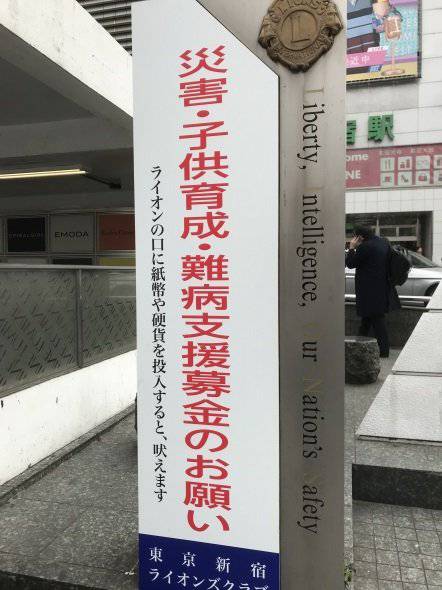 災害・子供育成・難病支援募金のお願い
ライオンの口に紙幣や硬貨を投入すると、吠えます
東京新宿
ライオンズクラブ
LIONS
L
Liberty, Intelligence, Our Nation's afety
宿駅
EMODA